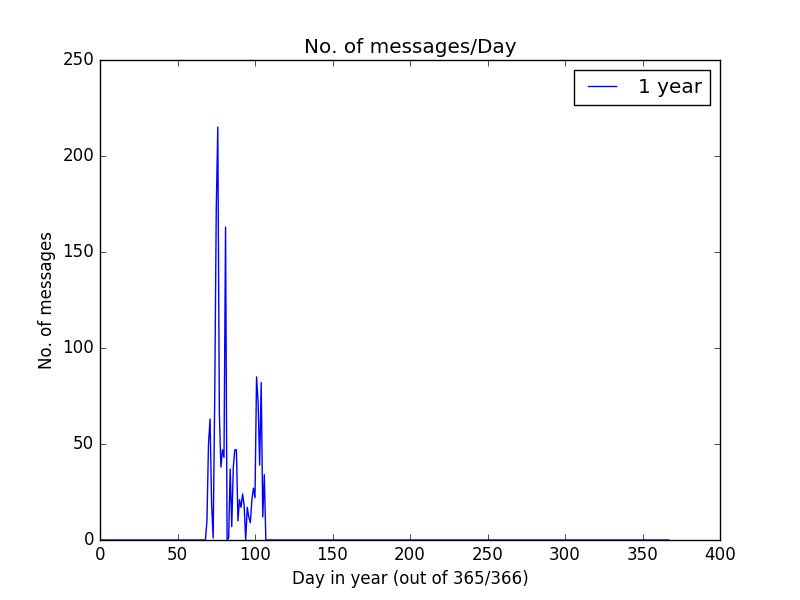 No. of messages/Day
1 year
250
200
150
100
50
0
No. of messages
0 50 100 150 200 250 300 350 400
Day in year (out of 365/366)